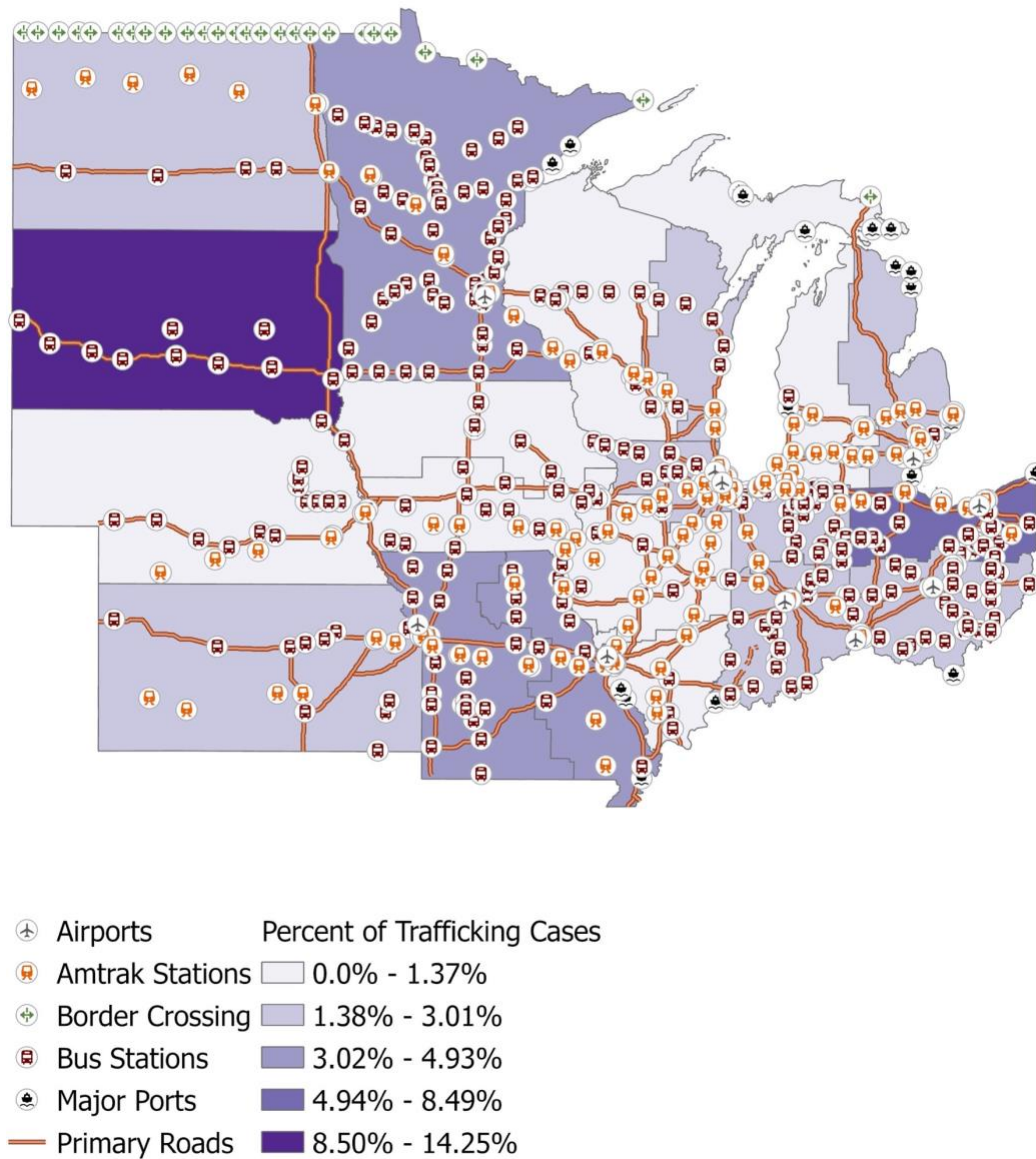 Airports
Amtrak Stations
Border Crossing
Bus Stations
Major Ports
Primary Roads
Percent of Trafficking Cases
0.0% - 1.37%
1.38% - 3.01%
3.02% - 4.93%
4.94% - 8.49%
8.50% - 14.25%